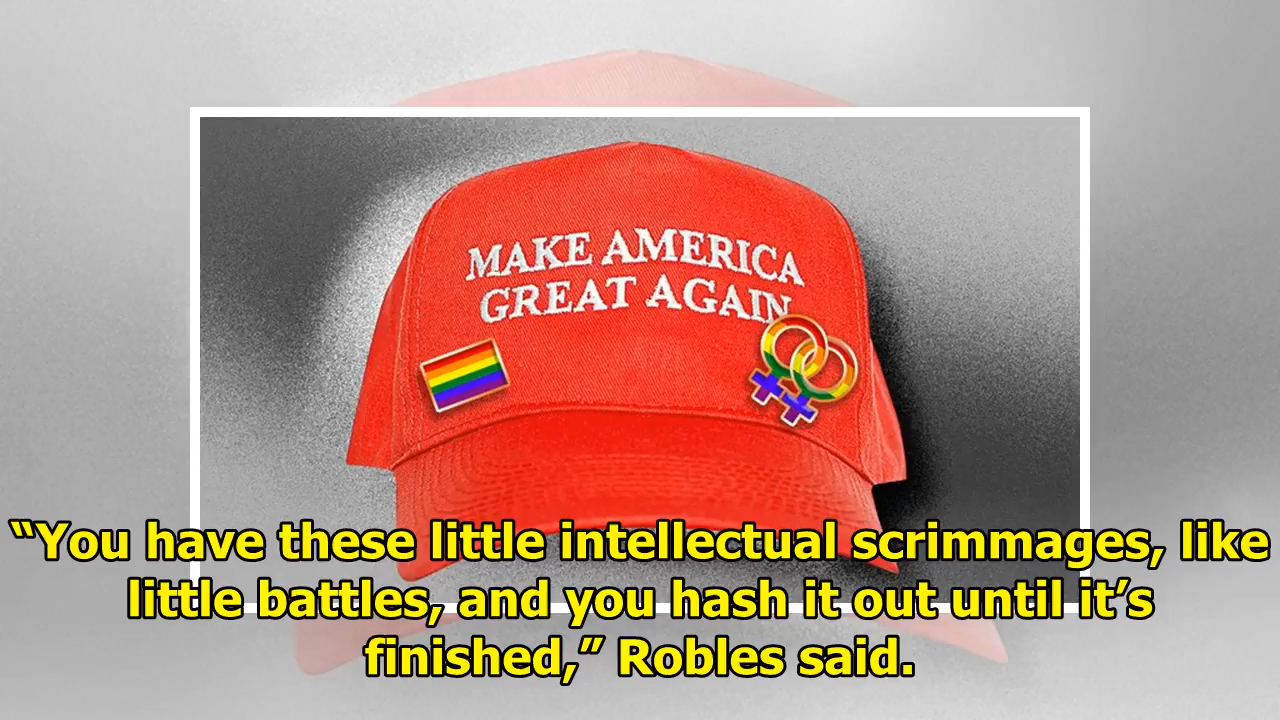 MAKE AMERICA
GREAT AGAIN
“You have these little intellectual scrimmages, like
little battles, and you hash it out until it’s
finished,” Robles said.